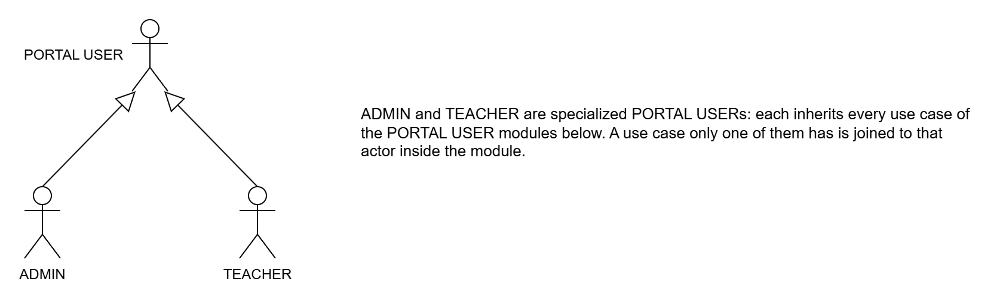 PORTAL USER
ADMIN and TEACHER are specialized PORTAL USERs: each inherits every use case of
the PORTAL USER modules below. A use case only one of them has is joined to that
actor inside the module.
ADMIN
TEACHER